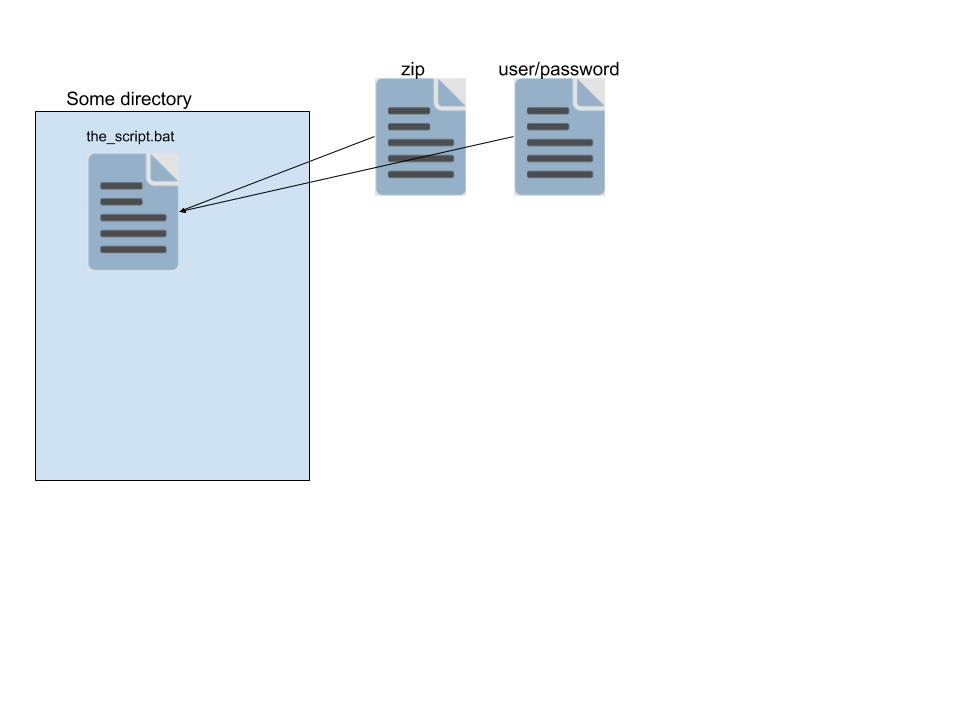 zip
user/password
Some directory
the_script.bat